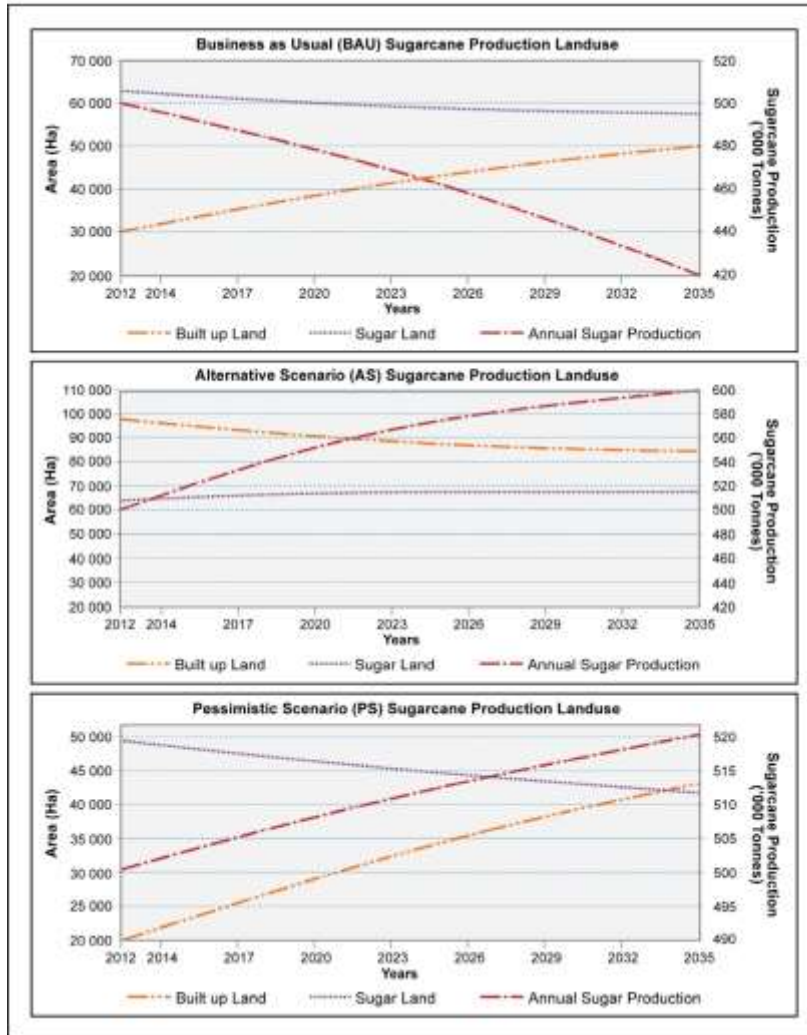 Business as Usual (BAU) Sugarcane Production Landuse
70 000
60 000
50 000
40 000
30 000
20 000
Area (Ha)
520
500
480
460
440
420
Sugarcane Production
('000 Tonnes)
2012 2014 2017 2020 2023 2026 2029 2032 2035
Years
Built up Land Sugar Land Annual Sugar Production
Alternative Scenario (AS) Sugarcane Production Landuse
110 000
100 000
90 000
80 000
70 000
60 000
50 000
40 000
30 000
20 000
Area (Ha)
600
580
560
540
520
500
480
460
440
420
Sugarcane Production
('000 Tonnes)
2012 2014 2017 2020 2023 2026 2029 2032 2035
Years
Built up Land Sugar Land Annual Sugar Production
Pessimistic Scenario (PS) Sugarcane Production Landuse
50 000
45 000
40 000
35 000
30 000
25 000
20 000
Area (Ha)
520
515
510
505
500
495
490
Sugarcane Production
('000 Tonnes)
2012 2014 2017 2020 2023 2026 2029 2032 2035
Years
Built up Land Sugar Land Annual Sugar Production